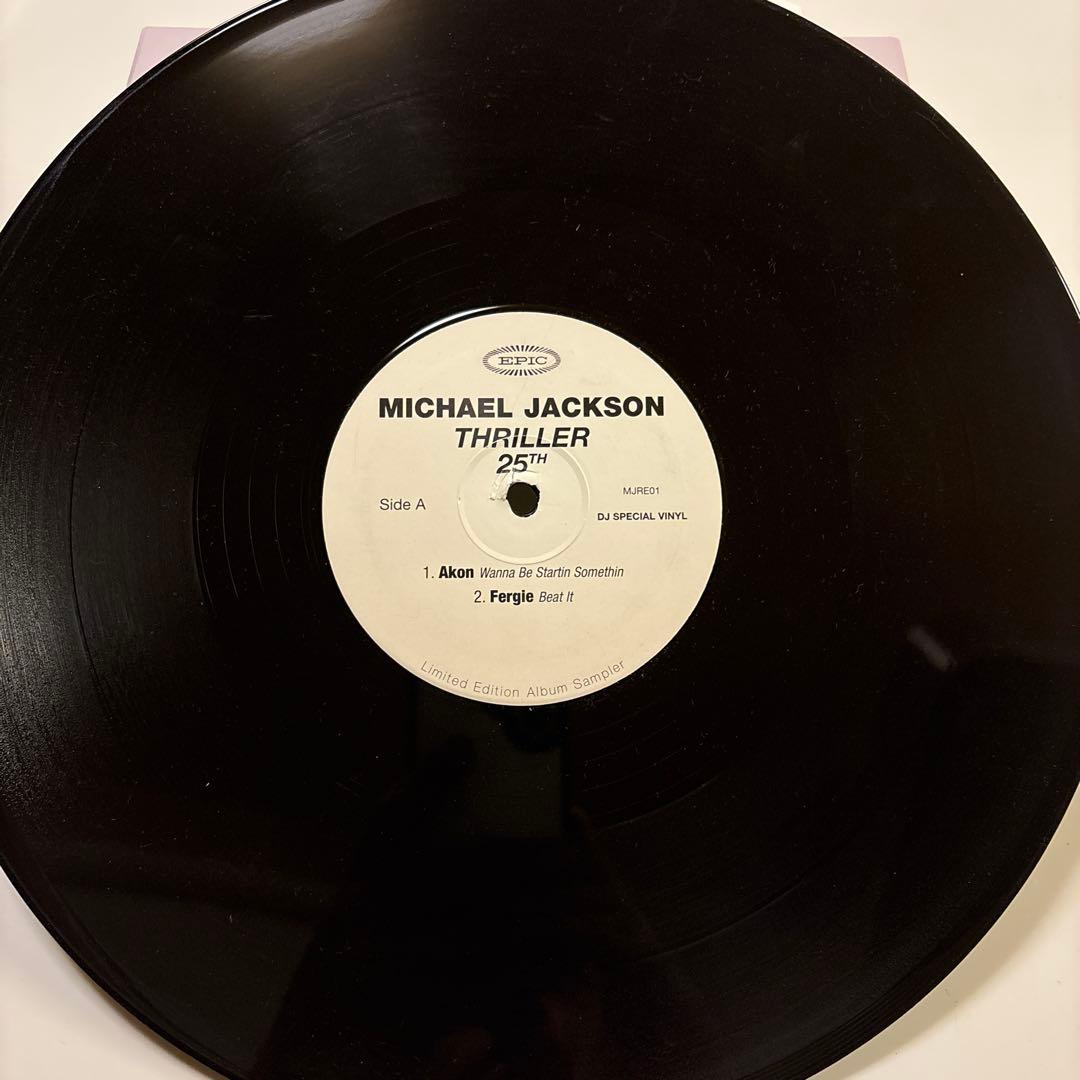 EPIC
MICHAEL JACKSON
THRILLER
25TH
Side A
MJRE01
DJ SPECIAL VINYL
1. Akon Wanna Be Startin Somethin
2. Fergie Beat It
Limited Edition Album Sampler